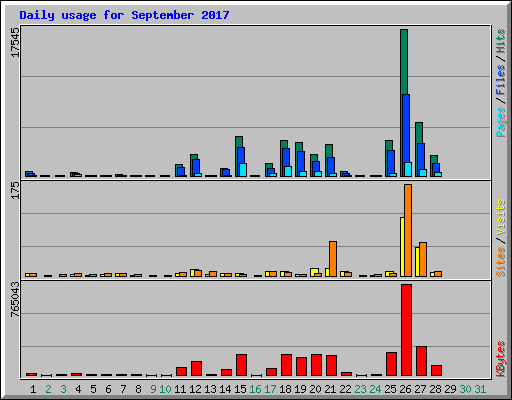 Daily usage for September 2017
17545
Pages / Files / Hits
175
Sites / Visits
765043
KBytes
1 2 3 4 5 6 7 8 9 10 11 12 13 14 15 16 17 18 19 20 21 22 23 24 25 26 27 28 29 30 31